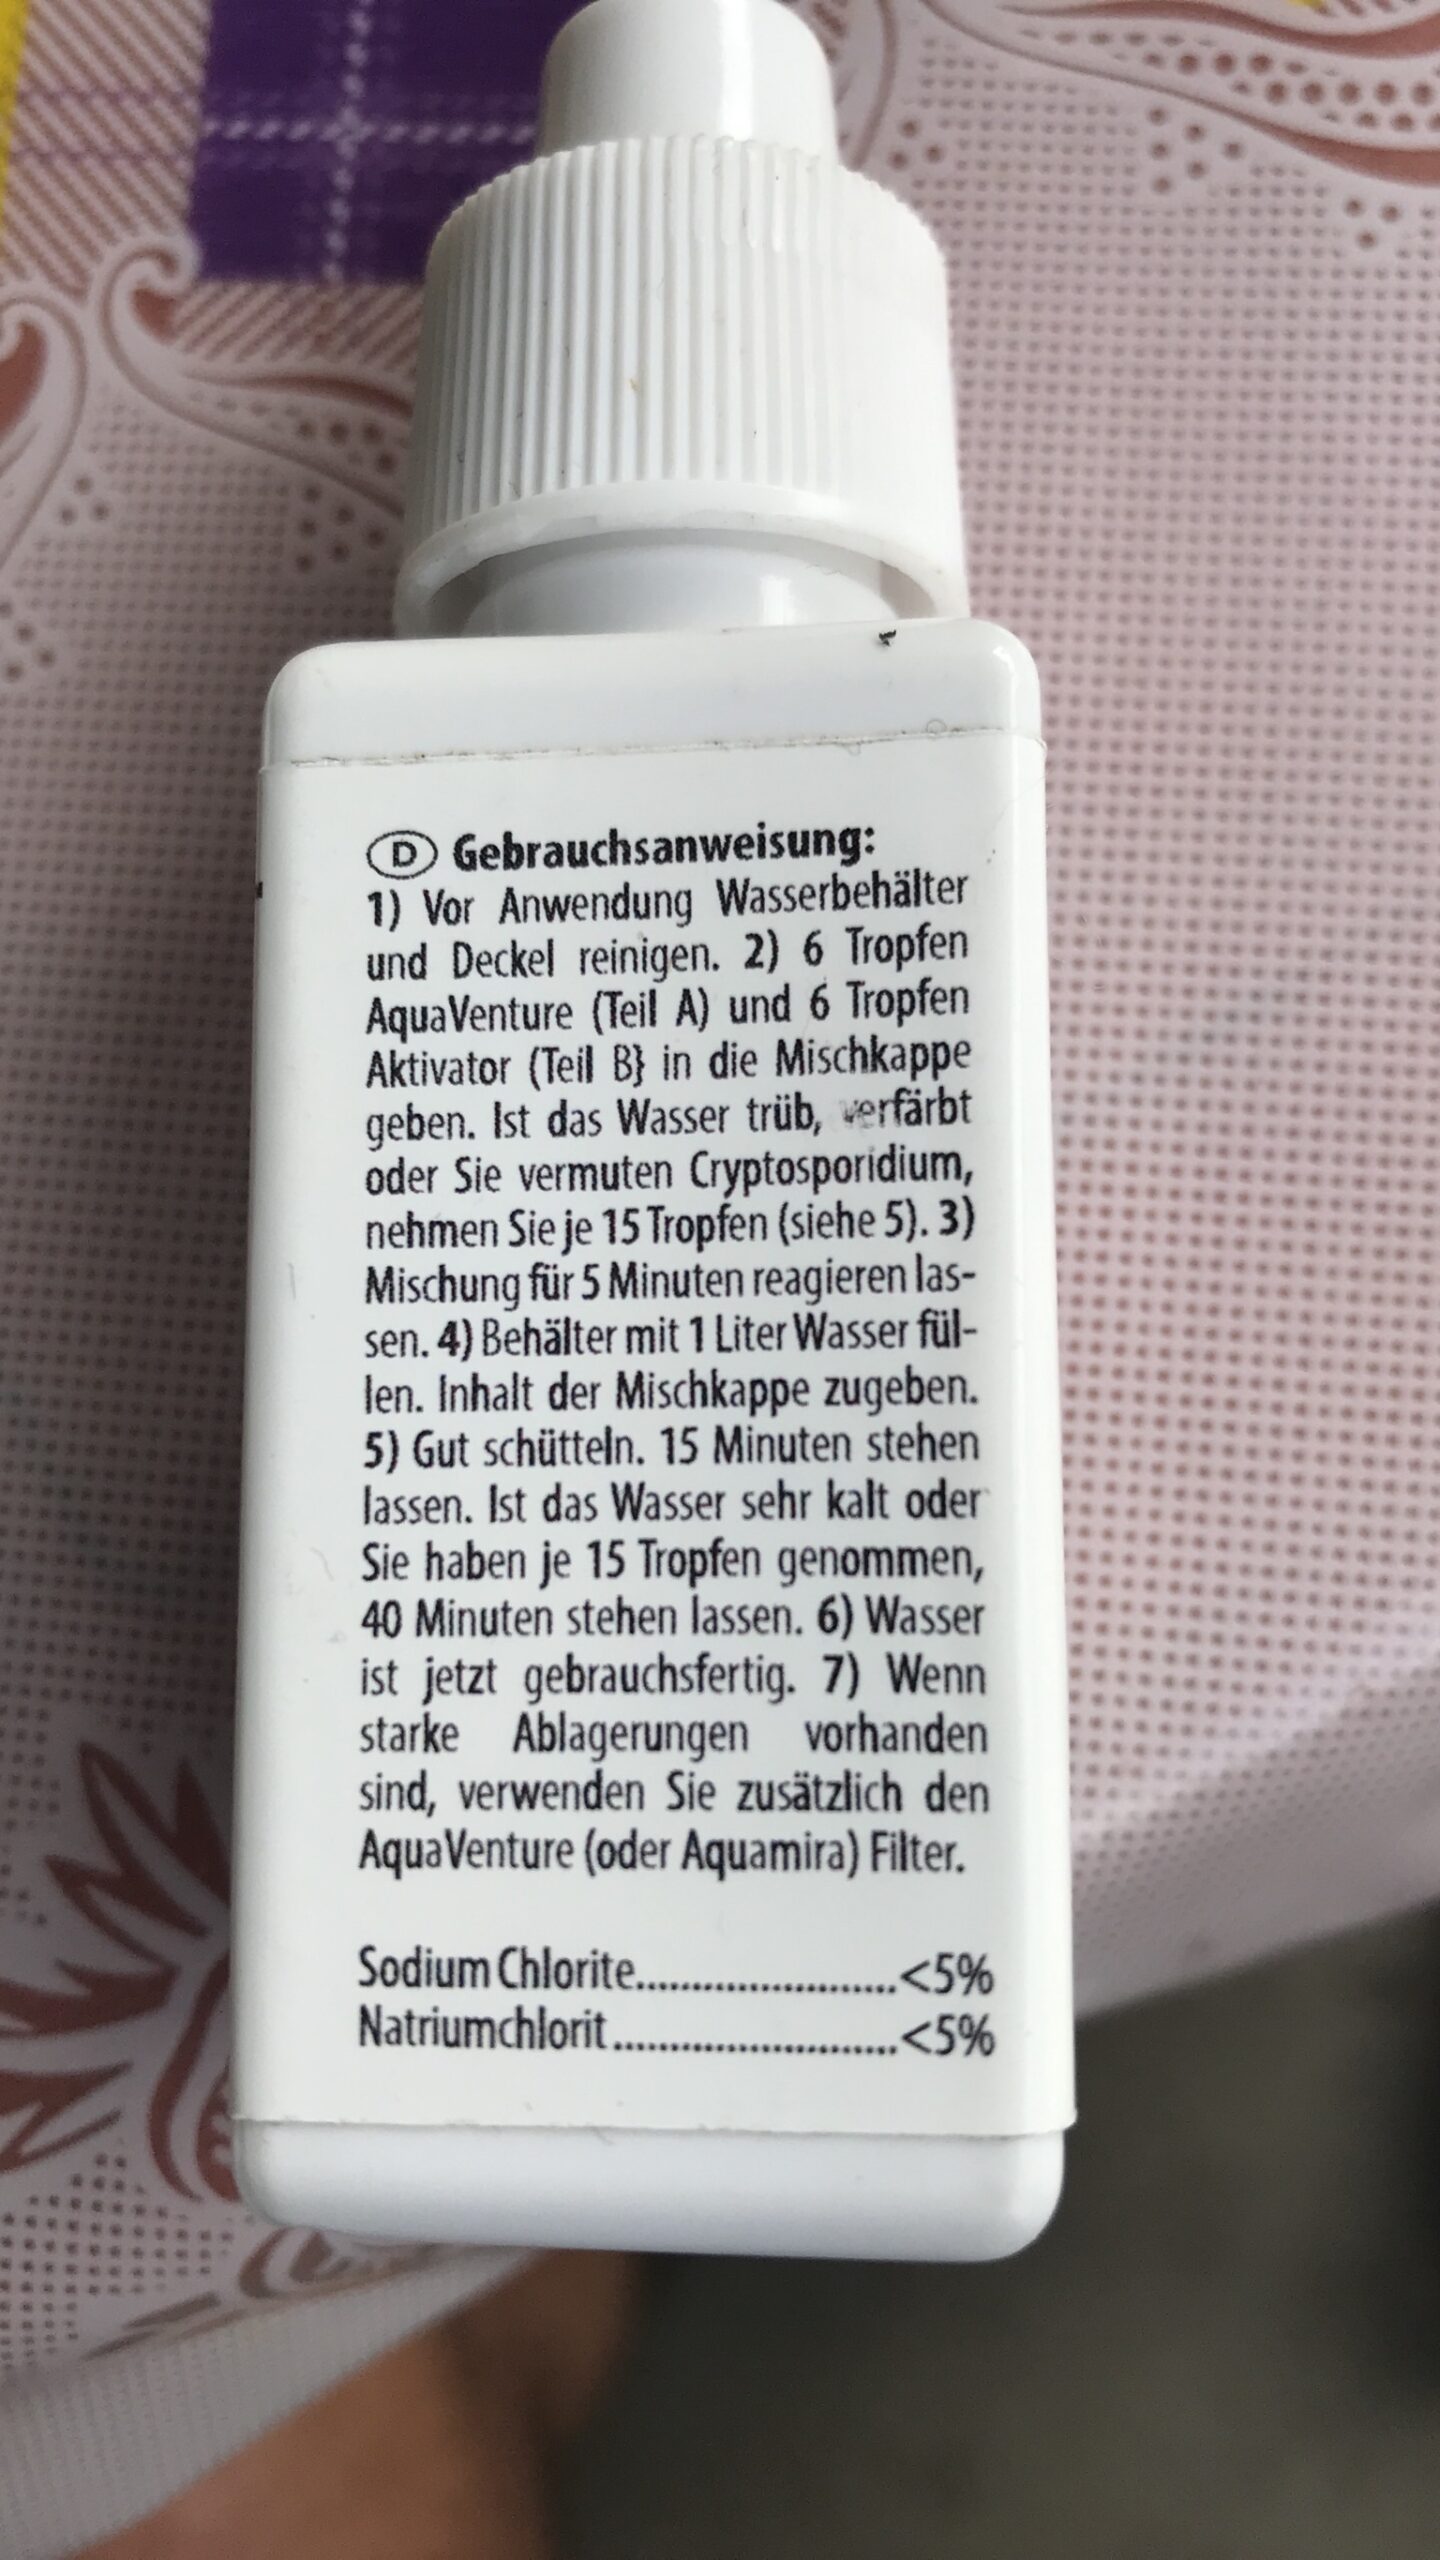 D Gebrauchsanweisung:
1) Vor Anwendung Wasserbehälter
und Deckel reinigen. 2) 6 Tropfen
AquaVenture (Teil A) und 6 Tropfen
Aktivator (Teil B} in die Mischkappe
geben. Ist das Wasser trüb, verfärbt
oder Sie vermuten Cryptosporidium,
nehmen Sie je 15 Tropfen (siehe 5). 3)
Mischung für 5 Minuten reagieren las-
sen. 4) Behälter mit 1 Liter Wasser fül-
len. Inhalt der Mischkappe zugeben.
5) Gut schütteln. 15 Minuten stehen
lassen. Ist das Wasser sehr kalt oder
Sie haben je 15 Tropfen genommen,
40 Minuten stehen lassen. 6) Wasser
ist jetzt gebrauchsfertig. 7) Wenn
starke Ablagerungen vorhanden
sind, verwenden Sie zusätzlich den
AquaVenture (oder Aquamira) Filter.
Sodium Chlorite.......................<5%
Natriumchlorit.........................<5%